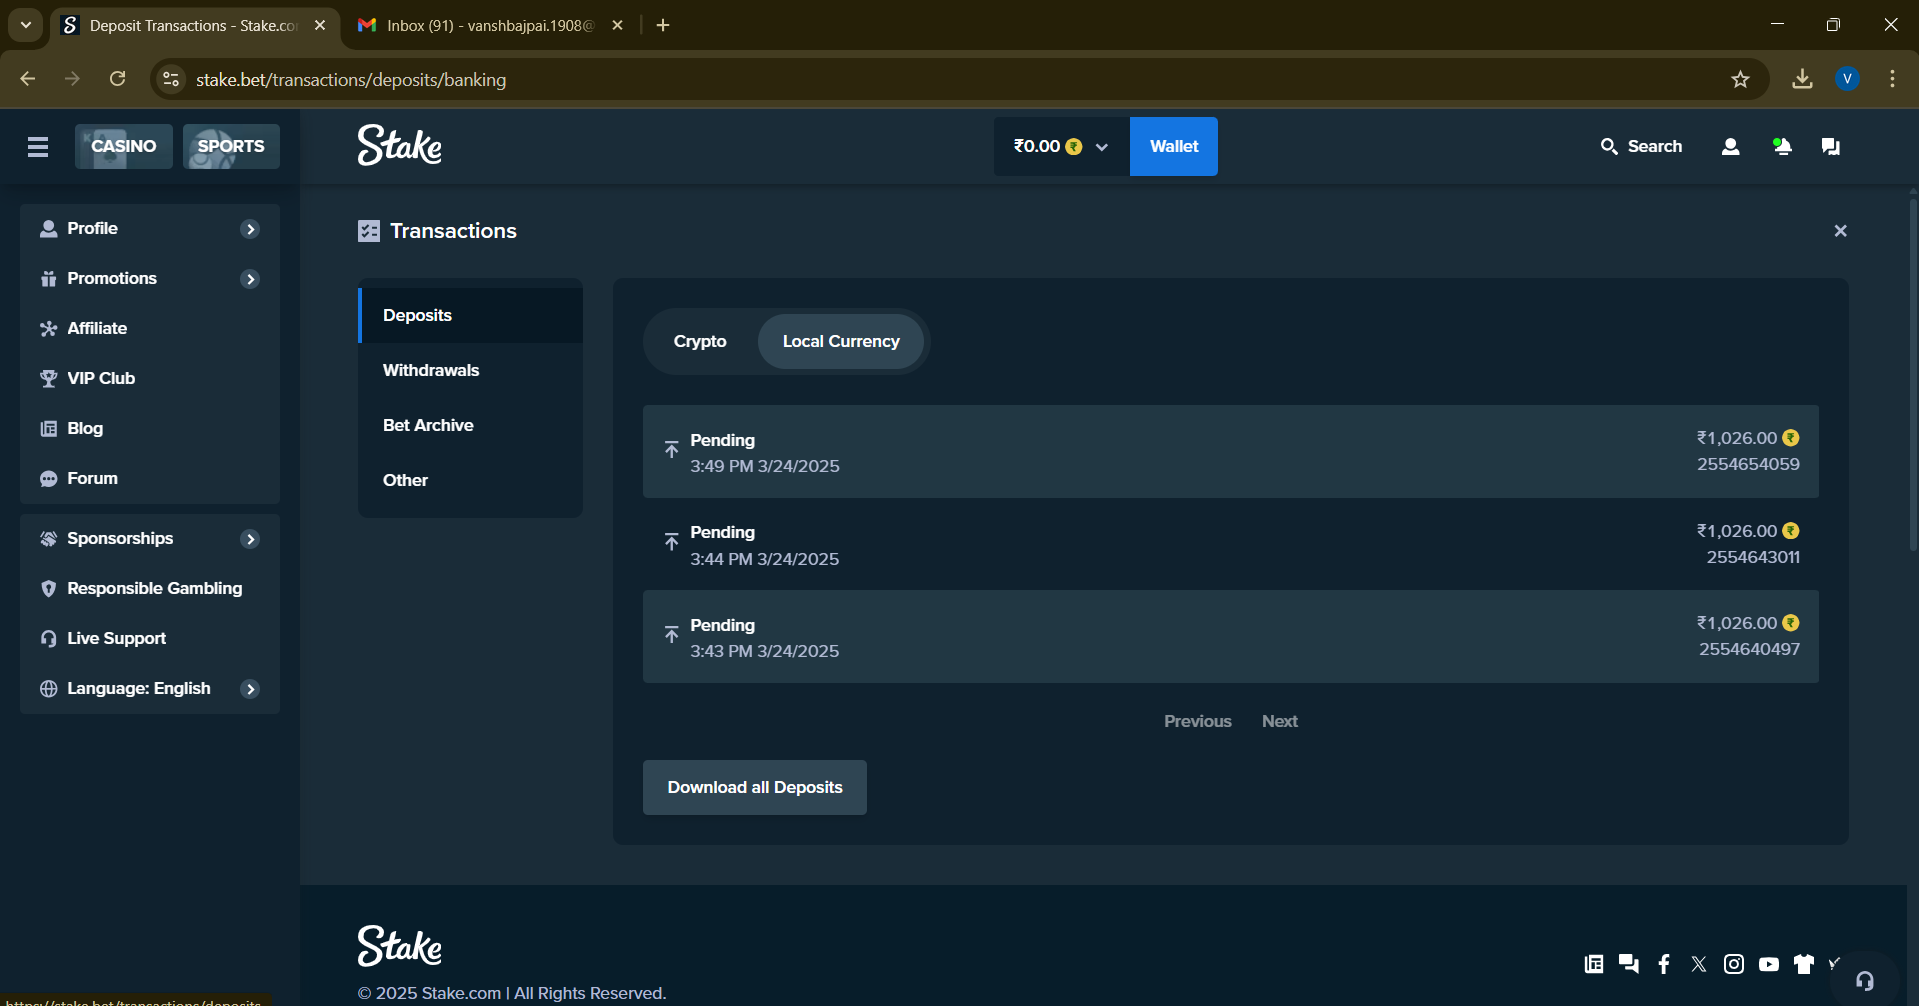 Deposit Transactions - Stake.co
Inbox (91) - vanshbajpai.1908@
stake.bet/transactions/deposits/banking
V
CASINO
SPORTS
Stake
₹0.00
Wallet
Search
Profile
Promotions
Affiliate
VIP Club
Blog
Forum
Sponsorships
Responsible Gambling
Live Support
Language: English
Transactions
Deposits
Withdrawals
Bet Archive
Other
Crypto
Local Currency
Pending
₹1,026.00
3:49 PM 3/24/2025
2554654059
Pending
₹1,026.00
3:44 PM 3/24/2025
2554643011
Pending
₹1,026.00
3:43 PM 3/24/2025
2554640497
Previous
Next
Download all Deposits
Stake
© 2025 Stake.com | All Rights Reserved.
https://stake.bet/transactions/deposits